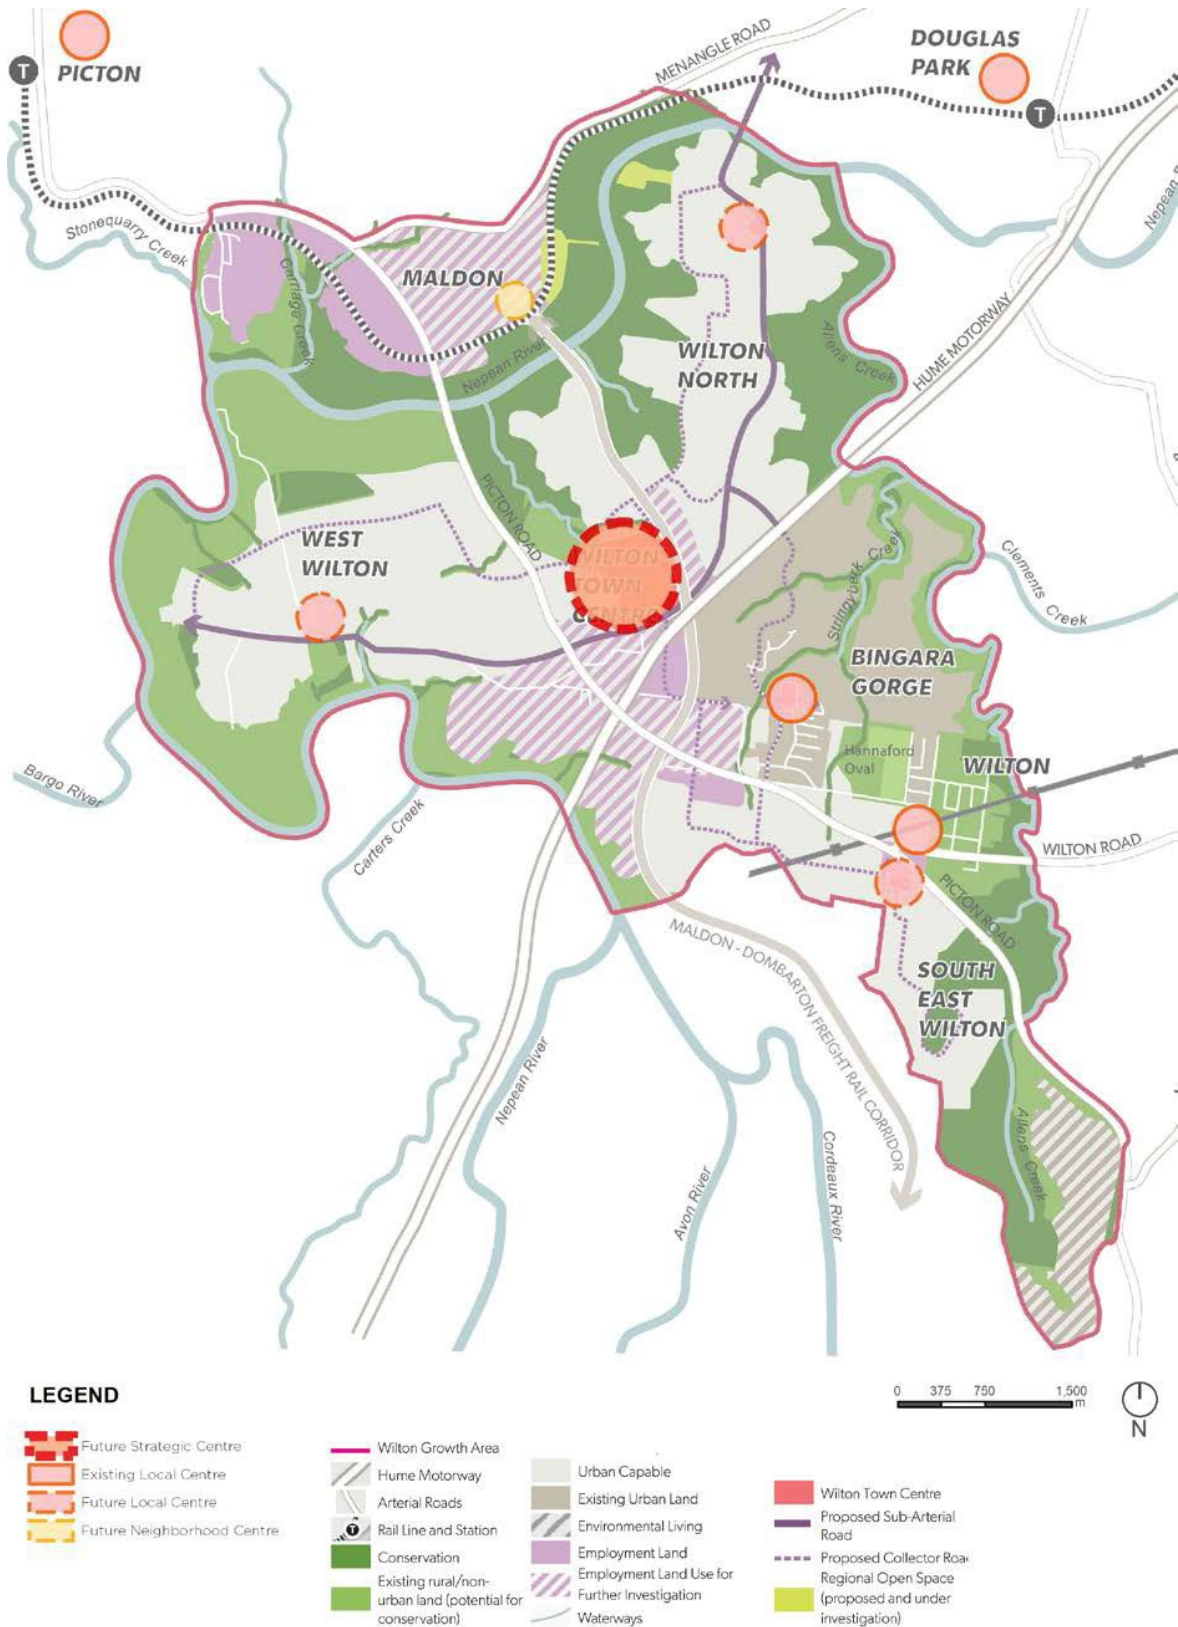 PICTON
T
DOUGLAS
PARK
T
MENANGLE ROAD
Stonequarry Creek
Carriage Creek
MALDON
Nepean River
WILTON
NORTH
Allens Creek
HUME MOTORWAY
Nepean R
PICTON ROAD
WEST
WILTON
WILTON
TOWN
CENTRE
Stringybark Creek
Clements Creek
BINGARA
GORGE
Hannaford
Oval
WILTON
WILTON ROAD
Bargo River
Carters Creek
PICTON ROAD
MALDON - DOMBARTON FREIGHT RAIL CORRIDOR
SOUTH
EAST
WILTON
Nepean River
Avon River
Cordeaux River
Allens Creek
LEGEND
0 375 750 1,500
m
N
Future Strategic Centre
Existing Local Centre
Future Local Centre
Future Neighborhood Centre
Wilton Growth Area
Hume Motorway
Arterial Roads
T
Rail Line and Station
Conservation
Existing rural/non-
urban land (potential for
conservation)
Urban Capable
Existing Urban Land
Environmental Living
Employment Land
Employment Land Use for
Further Investigation
Waterways
Wilton Town Centre
Proposed Sub-Arterial
Road
Proposed Collector Roa
Regional Open Space
(proposed and under
investigation)